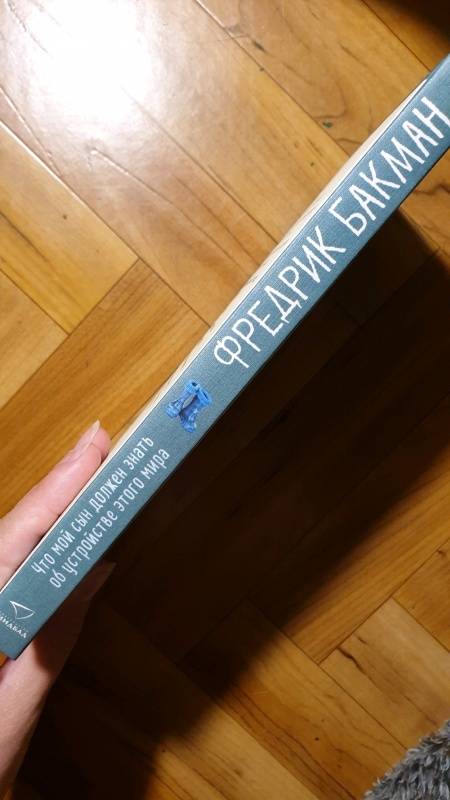 ФРЕДРИК БАКМАН
Что мой сын должен знать
об устройстве этого мира